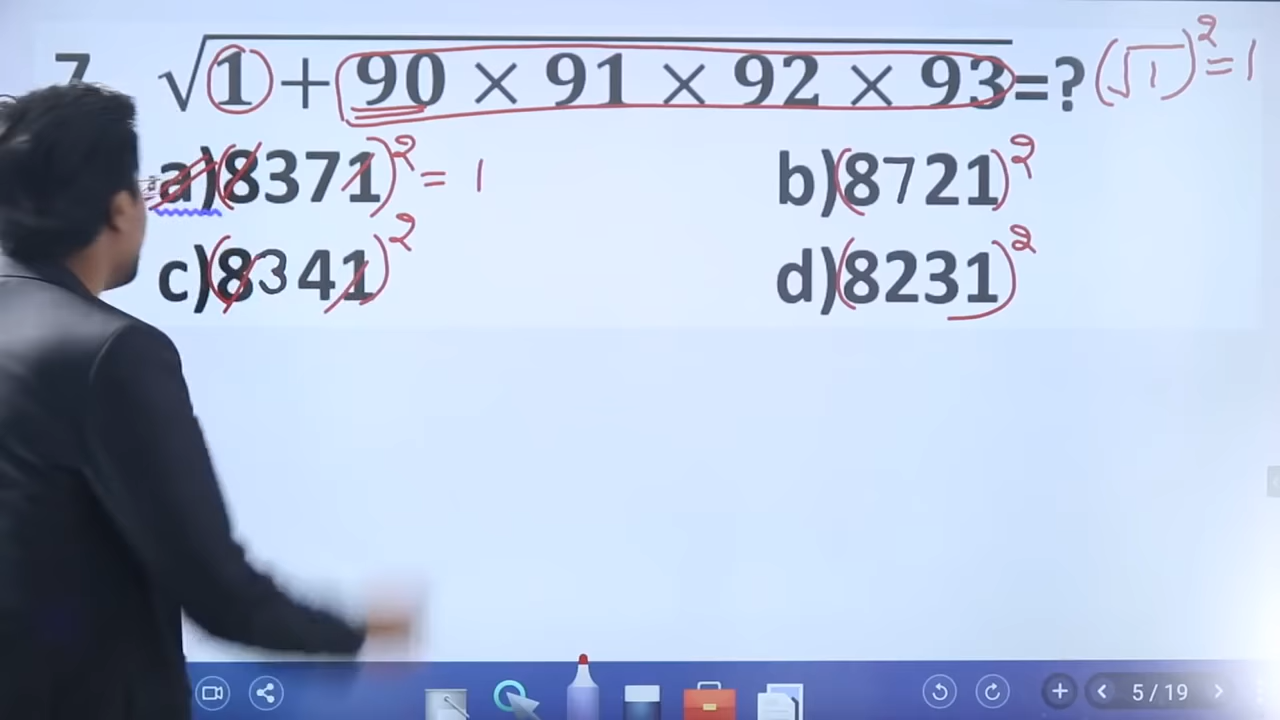 7 √1 + 90 × 91 × 92 × 93 =? (√1)² = 1
a) (8371)² = 1 b) (8721)²
c) (8341)² d) (8231)²
5 / 19